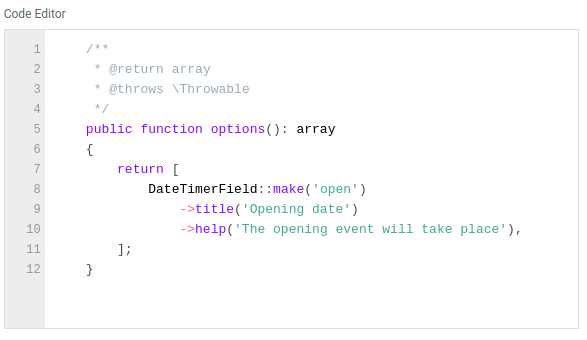 Code Editor
1    /**
2     * @return array
3     * @throws \Throwable
4     */
5    public function options(): array
6    {
7        return [
8            DateTimerField::make('open')
9                ->title('Opening date')
10                ->help('The opening event will take place'),
11        ];
12    }